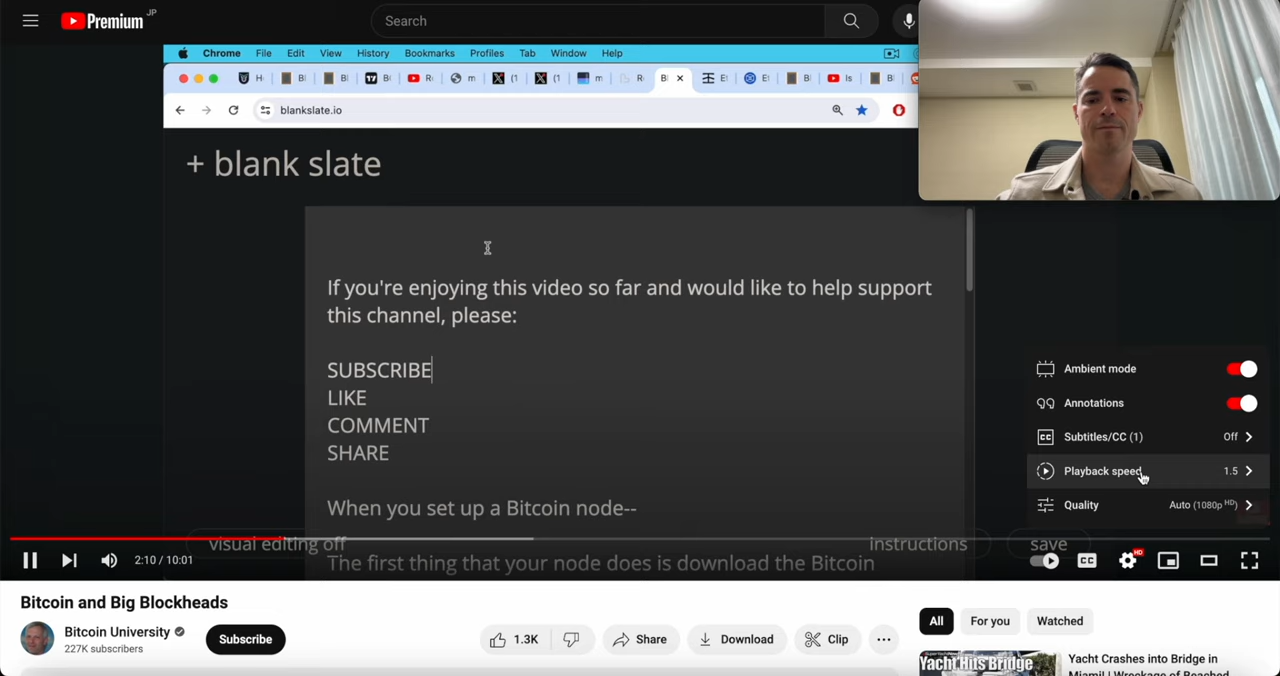 Premium JP
Search
Chrome File Edit View History Bookmarks Profiles Tab Window Help
blankslate.io
+ blank slate
If you're enjoying this video so far and would like to help support
this channel, please:
SUBSCRIBE
LIKE
COMMENT
SHARE
When you set up a Bitcoin node--
The first thing that your node does is download the Bitcoin
visual editing off
instructions
save
Ambient mode
Annotations
Subtitles/CC (1) Off
Playback speed 1.5
Quality Auto (1080p HD)
2:10 / 10:01
CC
HD
Bitcoin and Big Blockheads
Bitcoin University
227K subscribers
Subscribe
1.3K
Share
Download
Clip
All
For you
Watched
Yacht Hits Bridge
Yacht Crashes into Bridge in
Miami! | Wreckage of Reached